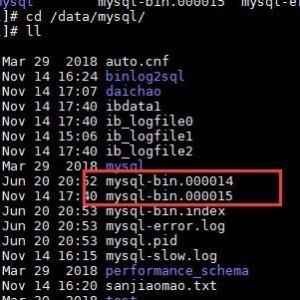 mysql mysql-bin.000015 mysql-e
]# cd /data/mysql/
]# ll
Mar 29 2018 auto.cnf
Nov 14 16:24 binlog2sql
Nov 14 17:07 daichao
Nov 14 17:40 ibdata1
Nov 14 17:40 ib_logfile0
Nov 14 15:06 ib_logfile1
Nov 14 17:40 ib_logfile2
Mar 29 2018 mysql
Jun 20 20:52 mysql-bin.000014
Nov 14 17:40 mysql-bin.000015
Jun 20 20:53 mysql-bin.index
Jun 20 20:53 mysql-error.log
Jun 20 20:53 mysql.pid
Nov 14 16:15 mysql-slow.log
Mar 29 2018 performance_schema
Nov 14 16:20 sanjiaomao.txt
Mar 29 2018 test